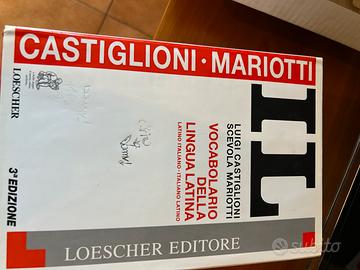 CASTIGLIONI · MARIOTTI
IL
LUIGI CASTIGLIONI
SCEVOLA MARIOTTI
VOCABOLARIO
DELLA
LINGUA LATINA
LATINO ITALIANO · ITALIANO LATINO
LOESCHER
3ª EDIZIONE
LOESCHER EDITORE
subito